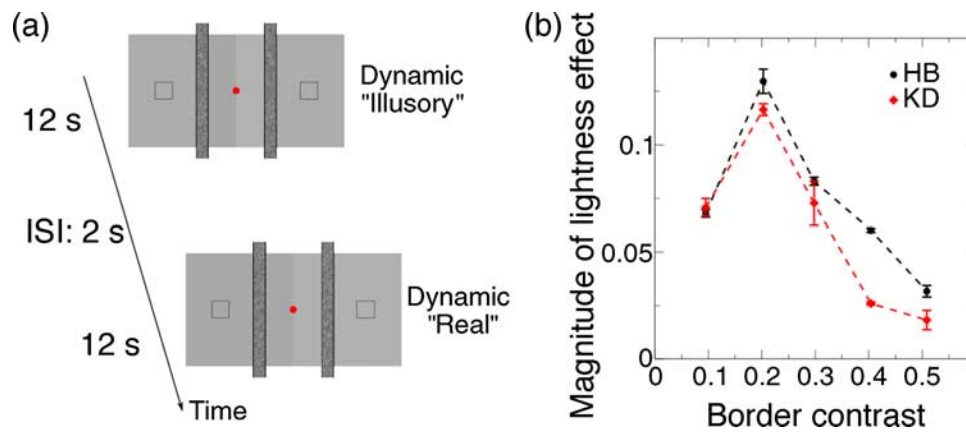 (a)
Dynamic
"Illusory"
12 s
ISI: 2 s
Dynamic
"Real"
12 s
Time
(b)
HB
KD
Magnitude of lightness effect
0.1
0.05
0
0 0.1 0.2 0.3 0.4 0.5
Border contrast